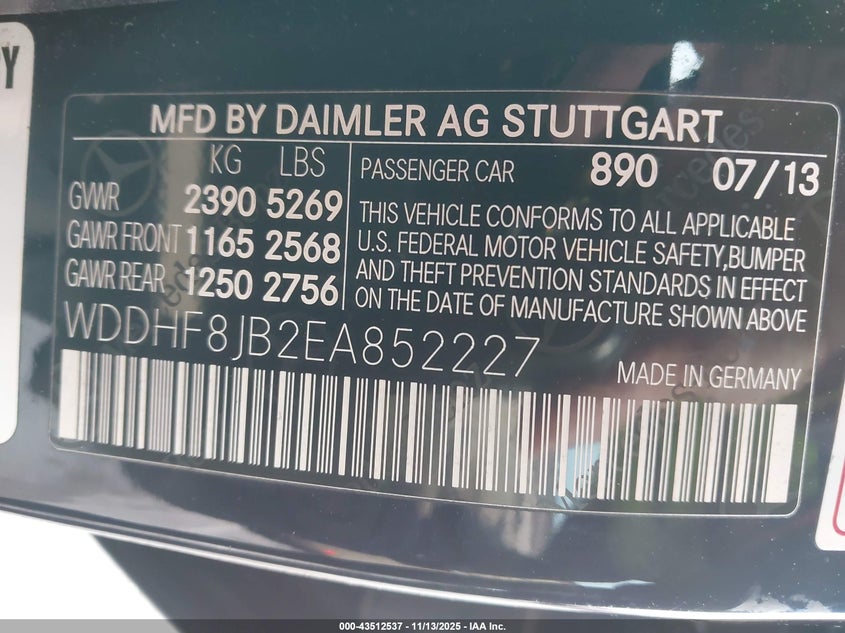 Y
MFD BY DAIMLER AG STUTTGART
KG LBS
GVWR 2390 5269
GAWR FRONT 1165 2568
GAWR REAR 1250 2756
PASSENGER CAR 890 07/13
THIS VEHICLE CONFORMS TO ALL APPLICABLE
U.S. FEDERAL MOTOR VEHICLE SAFETY,BUMPER
AND THEFT PREVENTION STANDARDS IN EFFECT
ON THE DATE OF MANUFACTURE SHOWN ABOVE
WDDHF8JB2EA852227
MADE IN GERMANY
000-43512537 - 11/13/2025 - IAA Inc.